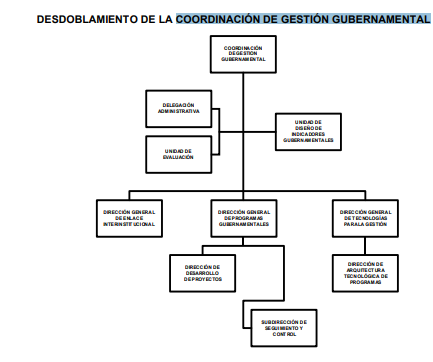 DESDOBLAMIENTO DE LA COORDINACIÓN DE GESTIÓN GUBERNAMENTAL
COORDINACIÓN
DE GESTIÓN
GUBERNAMENTAL
DELEGACIÓN
ADMINISTRATIVA
UNIDAD DE
DISEÑO DE
INDICADORES
GUBERNAMENTALES
UNIDAD DE
EVALUACIÓN
DIRECCIÓN GENERAL
DE ENLACE
INTERINSTITUCIONAL
DIRECCIÓN GENERAL
DE PROGRAMAS
GUBERNAMENTALES
DIRECCIÓN GENERAL
DE TECNOLOGÍAS
PARA LA GESTIÓN
DIRECCIÓN DE
DESARROLLO
DE PROYECTOS
DIRECCIÓN DE
ARQUITECTURA
TECNOLÓGICA DE
PROGRAMAS
SUBDIRECCIÓN DE
SEGUIMIENTO Y
CONTROL